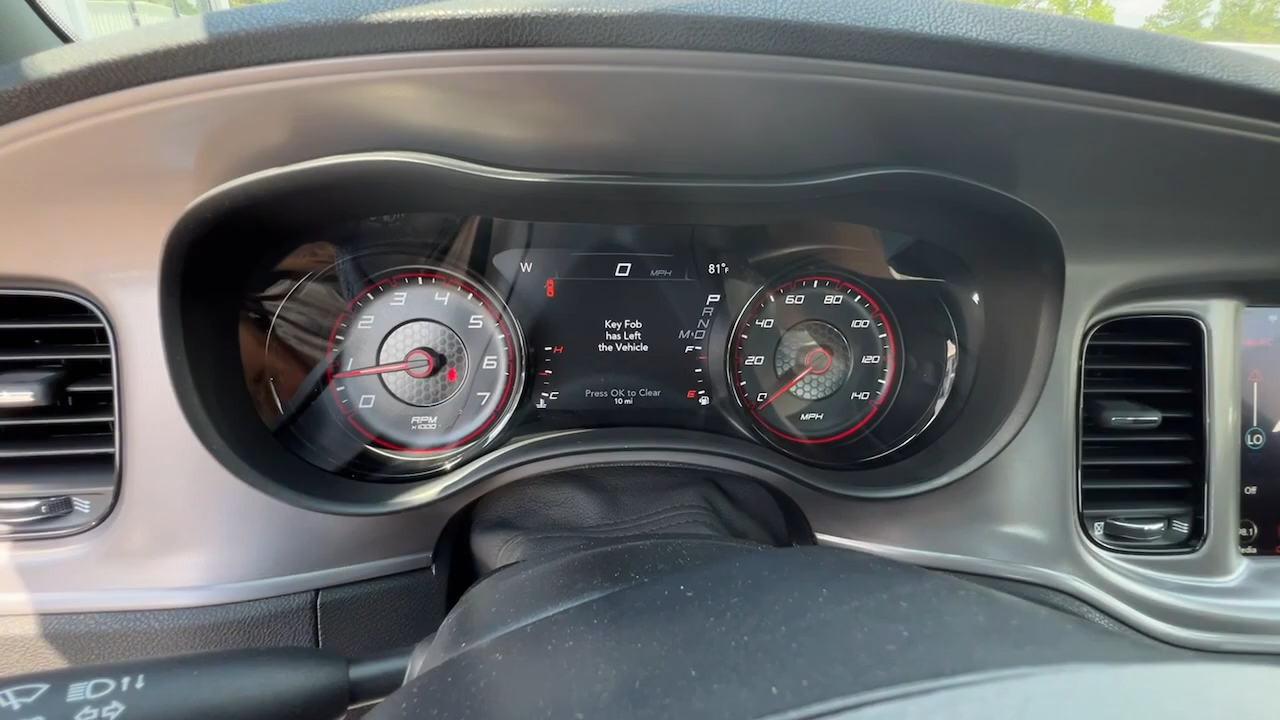 W
0 MPH
81°F
P
R
N
M·D
Key Fob
has Left
the Vehicle
Press OK to Clear
10 mi
H
C
F
E
0
1
2
3
4
5
6
7
RPM
x1000
0
20
40
60
80
100
120
140
MPH
LO
Off